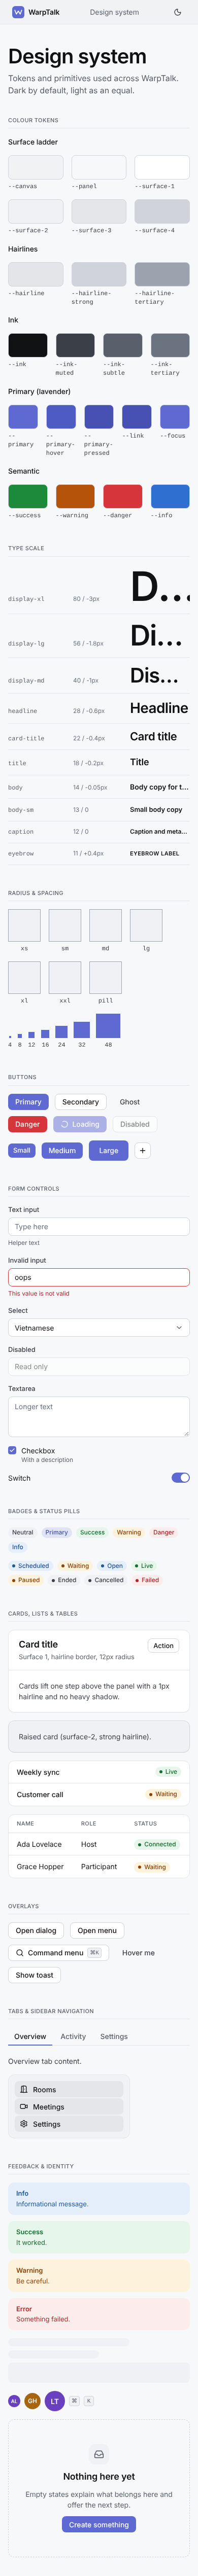 WarpTalk Design system
Design system
Tokens and primitives used across WarpTalk.
Dark by default, light as an equal.
COLOUR TOKENS
Surface ladder
--canvas --panel --surface-1
--surface-2 --surface-3 --surface-4
Hairlines
--hairline --hairline-strong --hairline-tertiary
Ink
--ink --ink-muted --ink-subtle --ink-tertiary
Primary (lavender)
--primary --primary-hover --primary-pressed --link --focus
Semantic
--success --warning --danger --info
TYPE SCALE
display-xl 80 / -3px D…
display-lg 56 / -1.8px Di…
display-md 40 / -1px Dis…
headline 28 / -0.6px Headline
card-title 22 / -0.4px Card title
title 18 / -0.2px Title
body 14 / -0.05px Body copy for t…
body-sm 13 / 0 Small body copy
caption 12 / 0 Caption and meta…
eyebrow 11 / +0.4px EYEBROW LABEL
RADIUS & SPACING
xs sm md lg
xl xxl pill
4 8 12 16 24 32 48
BUTTONS
Primary Secondary Ghost
Danger Loading Disabled
Small Medium Large +
FORM CONTROLS
Text input
Type here
Helper text
Invalid input
oops
This value is not valid
Select
Vietnamese
Disabled
Read only
Textarea
Longer text
Checkbox
With a description
Switch
BADGES & STATUS PILLS
Neutral Primary Success Warning Danger
Info
Scheduled Waiting Open Live
Paused Ended Cancelled Failed
CARDS, LISTS & TABLES
Card title Action
Surface 1, hairline border, 12px radius
Cards lift one step above the panel with a 1px
hairline and no heavy shadow.
Raised card (surface-2, strong hairline).
Weekly sync Live
Customer call Waiting
NAME ROLE STATUS
Ada Lovelace Host Connected
Grace Hopper Participant Waiting
OVERLAYS
Open dialog Open menu
Command menu ⌘K Hover me
Show toast
TABS & SIDEBAR NAVIGATION
Overview Activity Settings
Overview tab content.
Rooms
Meetings
Settings
FEEDBACK & IDENTITY
Info
Informational message.
Success
It worked.
Warning
Be careful.
Error
Something failed.
AL GH LT ⌘ K
Nothing here yet
Empty states explain what belongs here and
offer the next step.
Create something